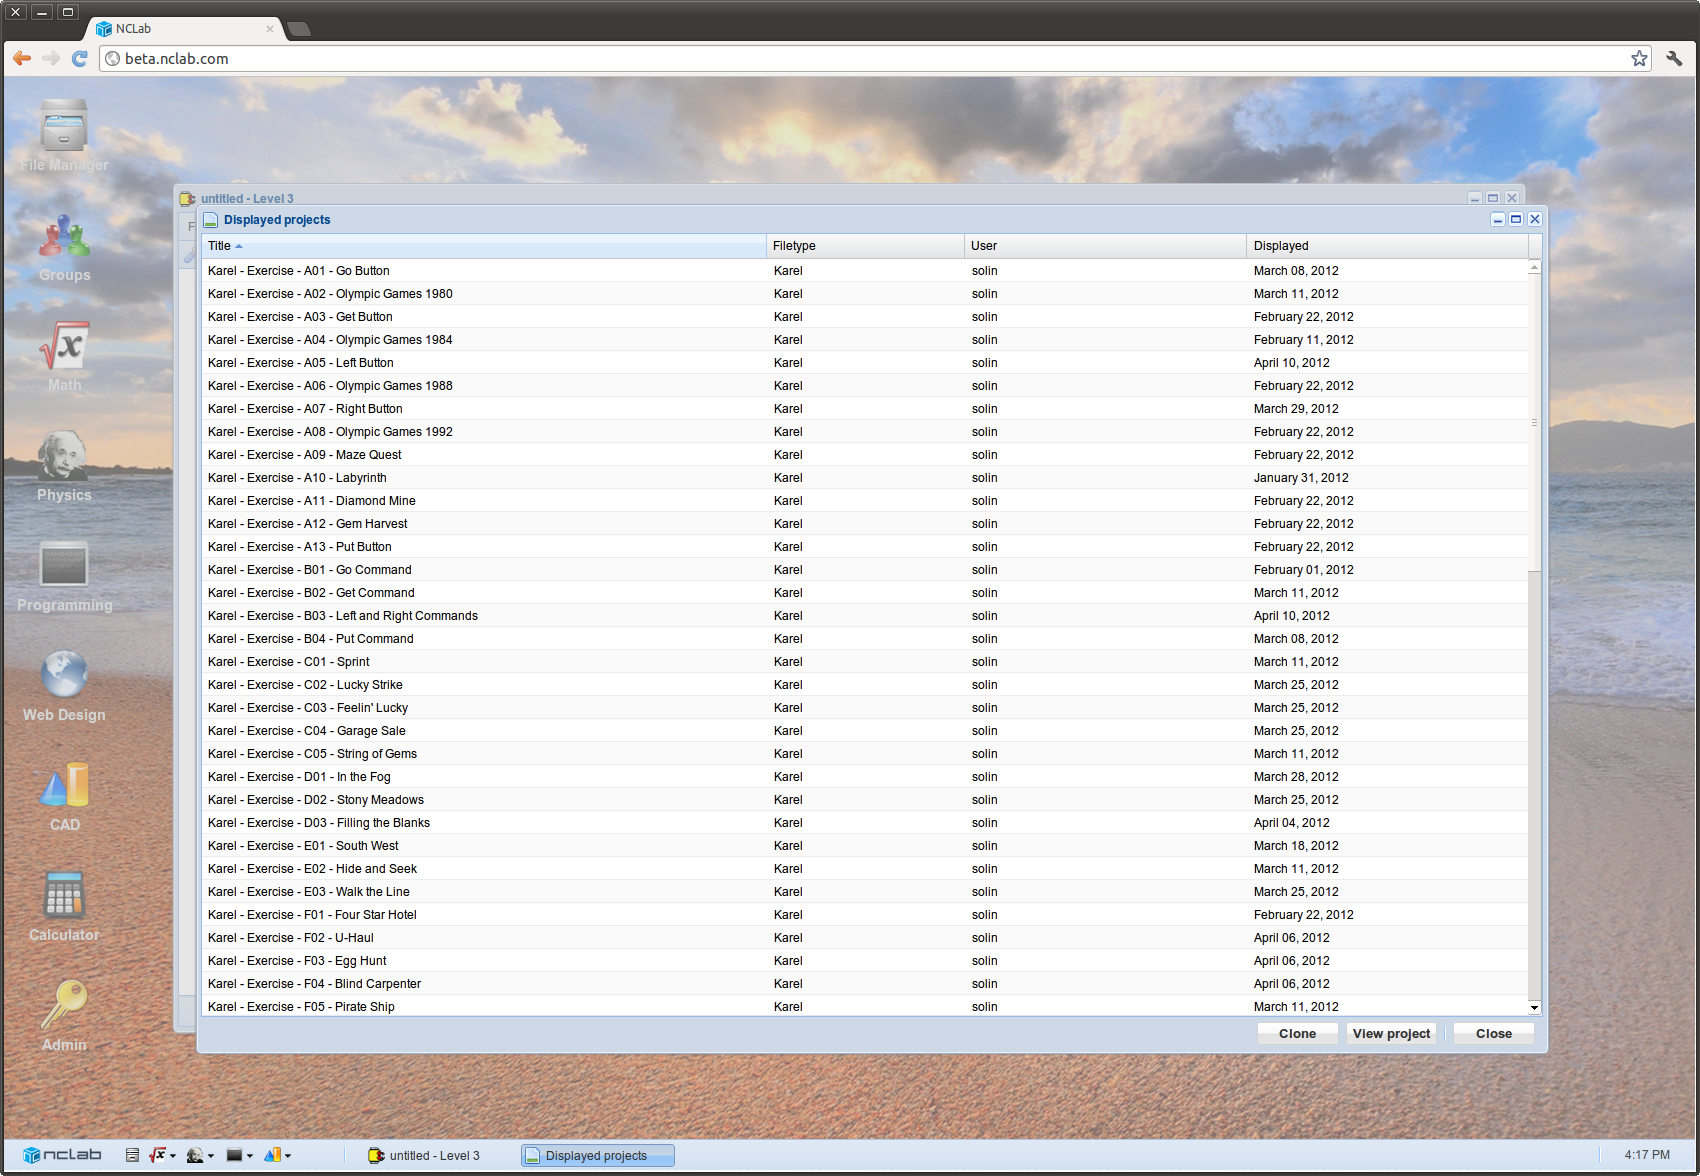 NCLab
beta.nclab.com
File Manager
Groups
Math
Physics
Programming
Web Design
CAD
Calculator
Admin
untitled - Level 3
F
Displayed projects
Title Filetype User Displayed
Karel - Exercise - A01 - Go Button Karel solin March 08, 2012
Karel - Exercise - A02 - Olympic Games 1980 Karel solin March 11, 2012
Karel - Exercise - A03 - Get Button Karel solin February 22, 2012
Karel - Exercise - A04 - Olympic Games 1984 Karel solin February 11, 2012
Karel - Exercise - A05 - Left Button Karel solin April 10, 2012
Karel - Exercise - A06 - Olympic Games 1988 Karel solin February 22, 2012
Karel - Exercise - A07 - Right Button Karel solin March 29, 2012
Karel - Exercise - A08 - Olympic Games 1992 Karel solin February 22, 2012
Karel - Exercise - A09 - Maze Quest Karel solin February 22, 2012
Karel - Exercise - A10 - Labyrinth Karel solin January 31, 2012
Karel - Exercise - A11 - Diamond Mine Karel solin February 22, 2012
Karel - Exercise - A12 - Gem Harvest Karel solin February 22, 2012
Karel - Exercise - A13 - Put Button Karel solin February 22, 2012
Karel - Exercise - B01 - Go Command Karel solin February 01, 2012
Karel - Exercise - B02 - Get Command Karel solin March 11, 2012
Karel - Exercise - B03 - Left and Right Commands Karel solin April 10, 2012
Karel - Exercise - B04 - Put Command Karel solin March 08, 2012
Karel - Exercise - C01 - Sprint Karel solin March 11, 2012
Karel - Exercise - C02 - Lucky Strike Karel solin March 25, 2012
Karel - Exercise - C03 - Feelin' Lucky Karel solin March 25, 2012
Karel - Exercise - C04 - Garage Sale Karel solin March 25, 2012
Karel - Exercise - C05 - String of Gems Karel solin March 11, 2012
Karel - Exercise - D01 - In the Fog Karel solin March 28, 2012
Karel - Exercise - D02 - Stony Meadows Karel solin March 25, 2012
Karel - Exercise - D03 - Filling the Blanks Karel solin April 04, 2012
Karel - Exercise - E01 - South West Karel solin March 18, 2012
Karel - Exercise - E02 - Hide and Seek Karel solin March 11, 2012
Karel - Exercise - E03 - Walk the Line Karel solin March 25, 2012
Karel - Exercise - F01 - Four Star Hotel Karel solin February 22, 2012
Karel - Exercise - F02 - U-Haul Karel solin April 06, 2012
Karel - Exercise - F03 - Egg Hunt Karel solin April 06, 2012
Karel - Exercise - F04 - Blind Carpenter Karel solin April 06, 2012
Karel - Exercise - F05 - Pirate Ship Karel solin March 11, 2012
Clone View project Close
nclab untitled - Level 3 Displayed projects 4:17 PM